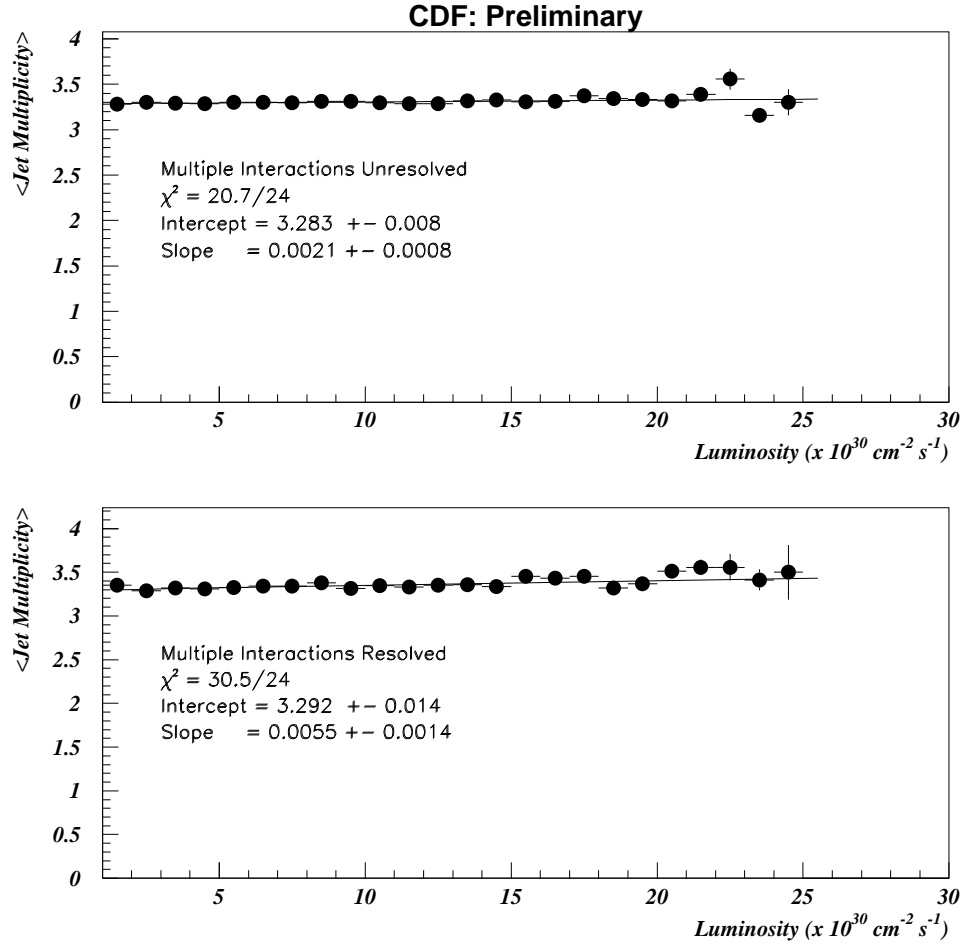 CDF: Preliminary
<Jet Multiplicity>
4
3.5
3
2.5
2
1.5
1
0.5
0
Multiple Interactions Unresolved
χ² = 20.7/24
Intercept = 3.283 +− 0.008
Slope = 0.0021 +− 0.0008
5 10 15 20 25 30
Luminosity (x 10³⁰ cm⁻² s⁻¹)
<Jet Multiplicity>
4
3.5
3
2.5
2
1.5
1
0.5
0
Multiple Interactions Resolved
χ² = 30.5/24
Intercept = 3.292 +− 0.014
Slope = 0.0055 +− 0.0014
5 10 15 20 25 30
Luminosity (x 10³⁰ cm⁻² s⁻¹)